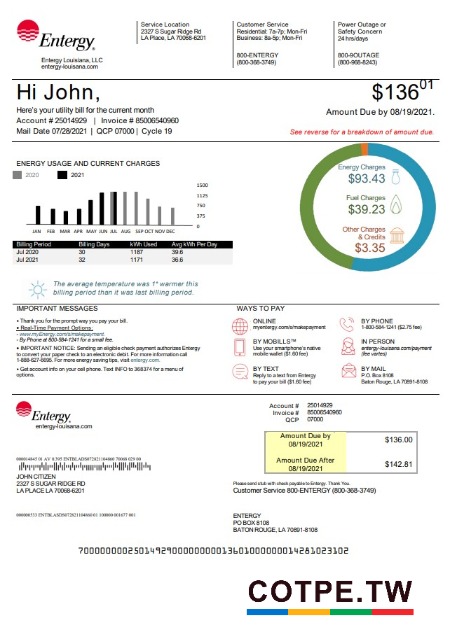 Entergy
Entergy Louisiana, LLC
entergy-louisiana.com
Service Location
2327 S Sugar Ridge Rd
LA Place, LA 70068-6201
Customer Service
Residential: 7a-7p; Mon-Fri
Business: 8a-5p; Mon-Fri
800-ENTERGY
(800-368-3749)
Power Outage or
Safety Concern
24 hrs/days
800-9OUTAGE
(800-968-8243)
Hi John,
Here's your utility bill for the current month
Account # 25014929 | Invoice # 85006540960
Mail Date 07/28/2021 | QCP 07000 | Cycle 19
$136 01
Amount Due by 08/19/2021.
See reverse for a breakdown of amount due.
ENERGY USAGE AND CURRENT CHARGES
2020 2021
1500
1125
750
375
0
JAN FEB MAR APR MAY JUN JUL AUG SEP OCT NOV DEC
Billing Period Billing Days kWh Used Avg kWh Per Day
Jul 2020 30 1187 39.6
Jul 2021 32 1171 36.6
The average temperature was 1° warmer this
billing period than it was last billing period.
Energy Charges
$93.43
Fuel Charges
$39.23
Other Charges
& Credits
$3.35
IMPORTANT MESSAGES
• Thank you for the prompt way you pay your bill.
• Real-Time Payment Options:
- www.myEntergy.com/smakepayment.
- By Phone at 800-584-1241 for a small fee.
• IMPORTANT NOTICE: Sending an eligible check payment authorizes Entergy
to convert your paper check to an electronic debit. For more information call
1-888-627-0896. For more energy saving tips, visit entergy.com.
• Get account info on your cell phone. Text INFO to 368374 for a menu of
options.
WAYS TO PAY
ONLINE
myentergy.com/smakepayment
BY MOBILLS™
Use your smartphone's native
mobile wallet ($1.60 fee)
BY TEXT
Reply to a text from Entergy
to pay your bill ($1.60 fee)
BY PHONE
1-800-584-1241 ($2.75 fee)
IN PERSON
entergy-louisiana.com/payment
(fee varies)
BY MAIL
P.O. Box 8108
Baton Rouge, LA 70891-8108
Entergy
entergy-louisiana.com
Account # 25014929
Invoice # 85006540960
QCP 07000
Amount Due by
08/19/2021 $136.00
Amount Due After
08/19/2021 $142.81
JOHN CITIZEN
2327 S SUGAR RIDGE RD
LA PLACE LA 70068-6201
Please send stub with check payable to Entergy. Thank You.
Customer Service 800-ENTERGY (800-368-3749)
ENTERGY
PO BOX 8108
BATON ROUGE, LA 70891-8108
COTPE.TW